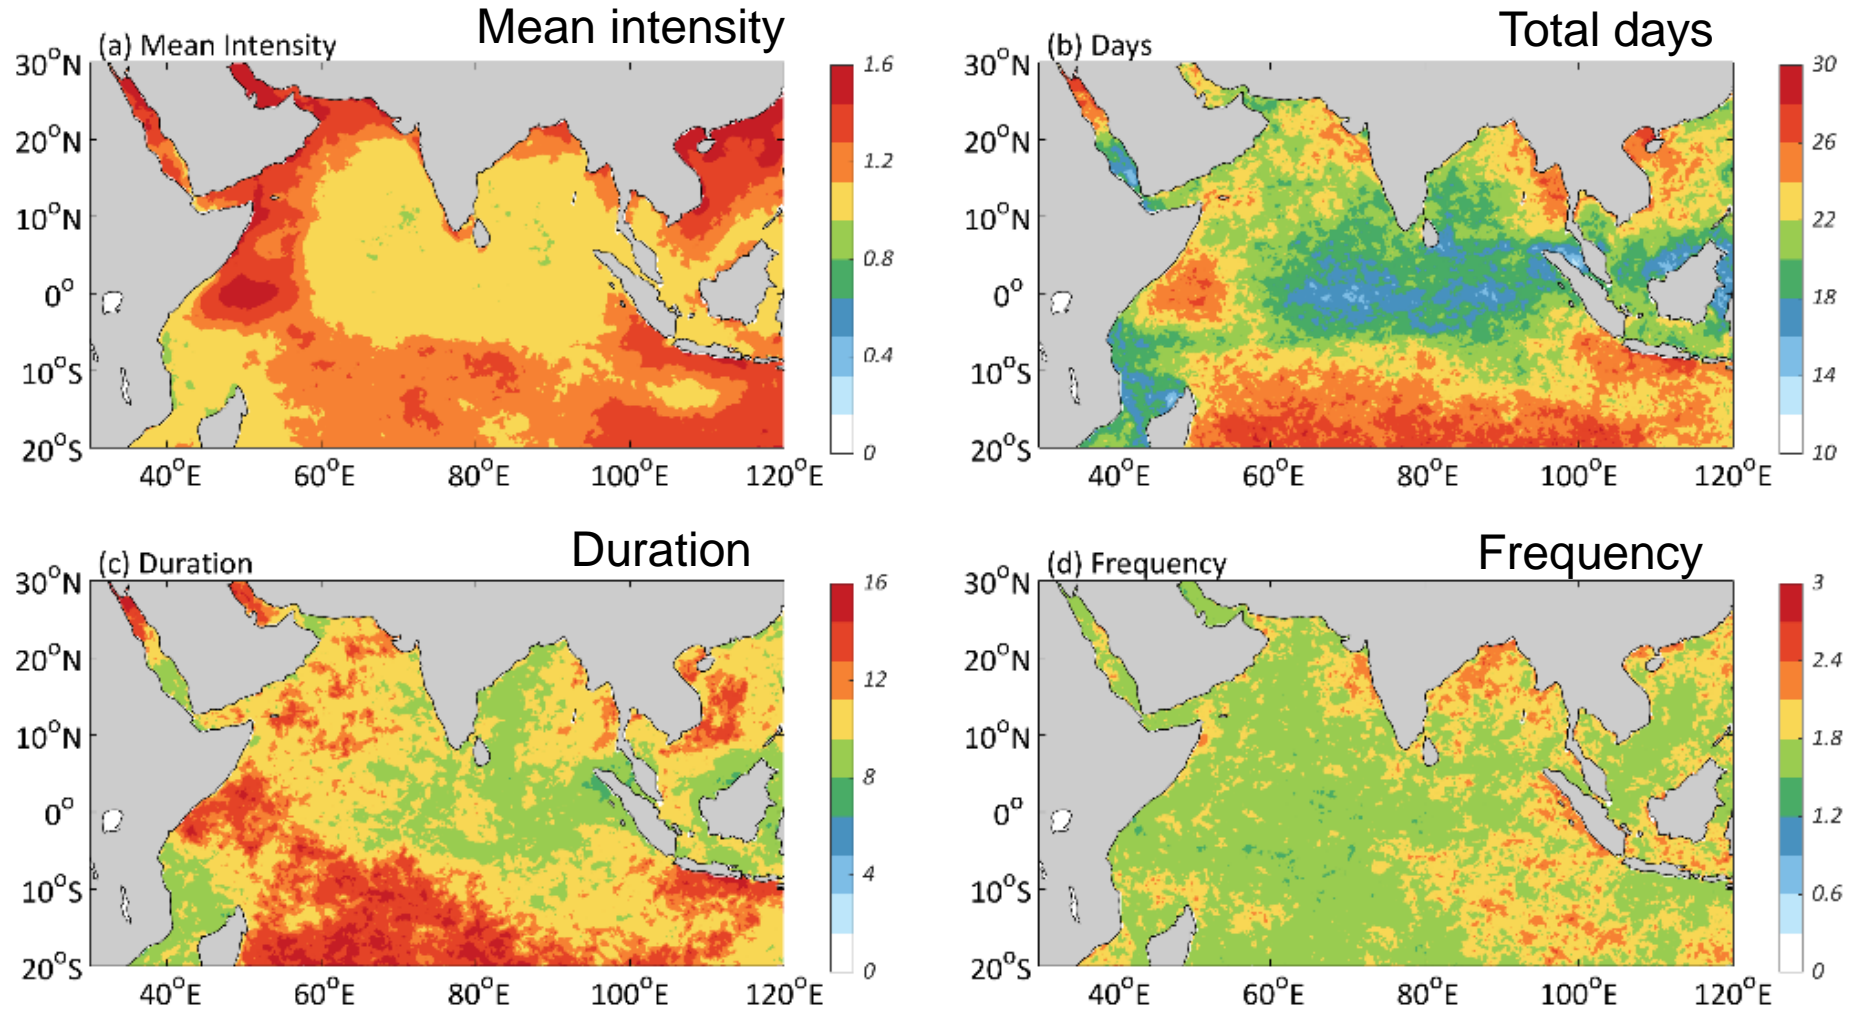 Mean intensity
(a) Mean Intensity
30°N
20°N
10°N
0°
10°S
20°S
40°E 60°E 80°E 100°E 120°E
1.6
1.2
0.8
0.4
0
Total days
(b) Days
30°N
20°N
10°N
0°
10°S
20°S
40°E 60°E 80°E 100°E 120°E
30
26
22
18
14
10
Duration
(c) Duration
30°N
20°N
10°N
0°
10°S
20°S
40°E 60°E 80°E 100°E 120°E
16
12
8
4
0
Frequency
(d) Frequency
30°N
20°N
10°N
0°
10°S
20°S
40°E 60°E 80°E 100°E 120°E
3
2.4
1.8
1.2
0.6
0